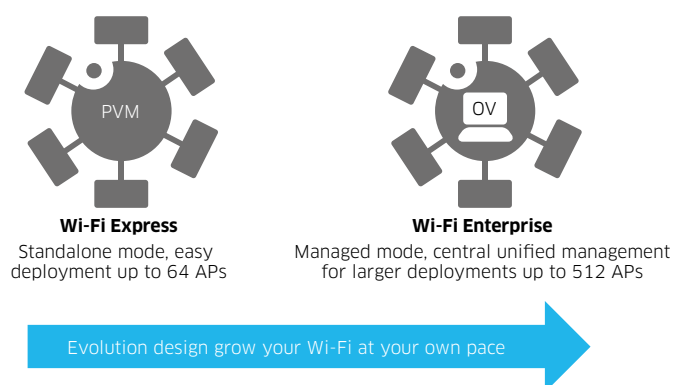 PVM
OV
Wi-Fi Express
Standalone mode, easy
deployment up to 64 APs
Wi-Fi Enterprise
Managed mode, central unified management
for larger deployments up to 512 APs
Evolution design grow your Wi-Fi at your own pace